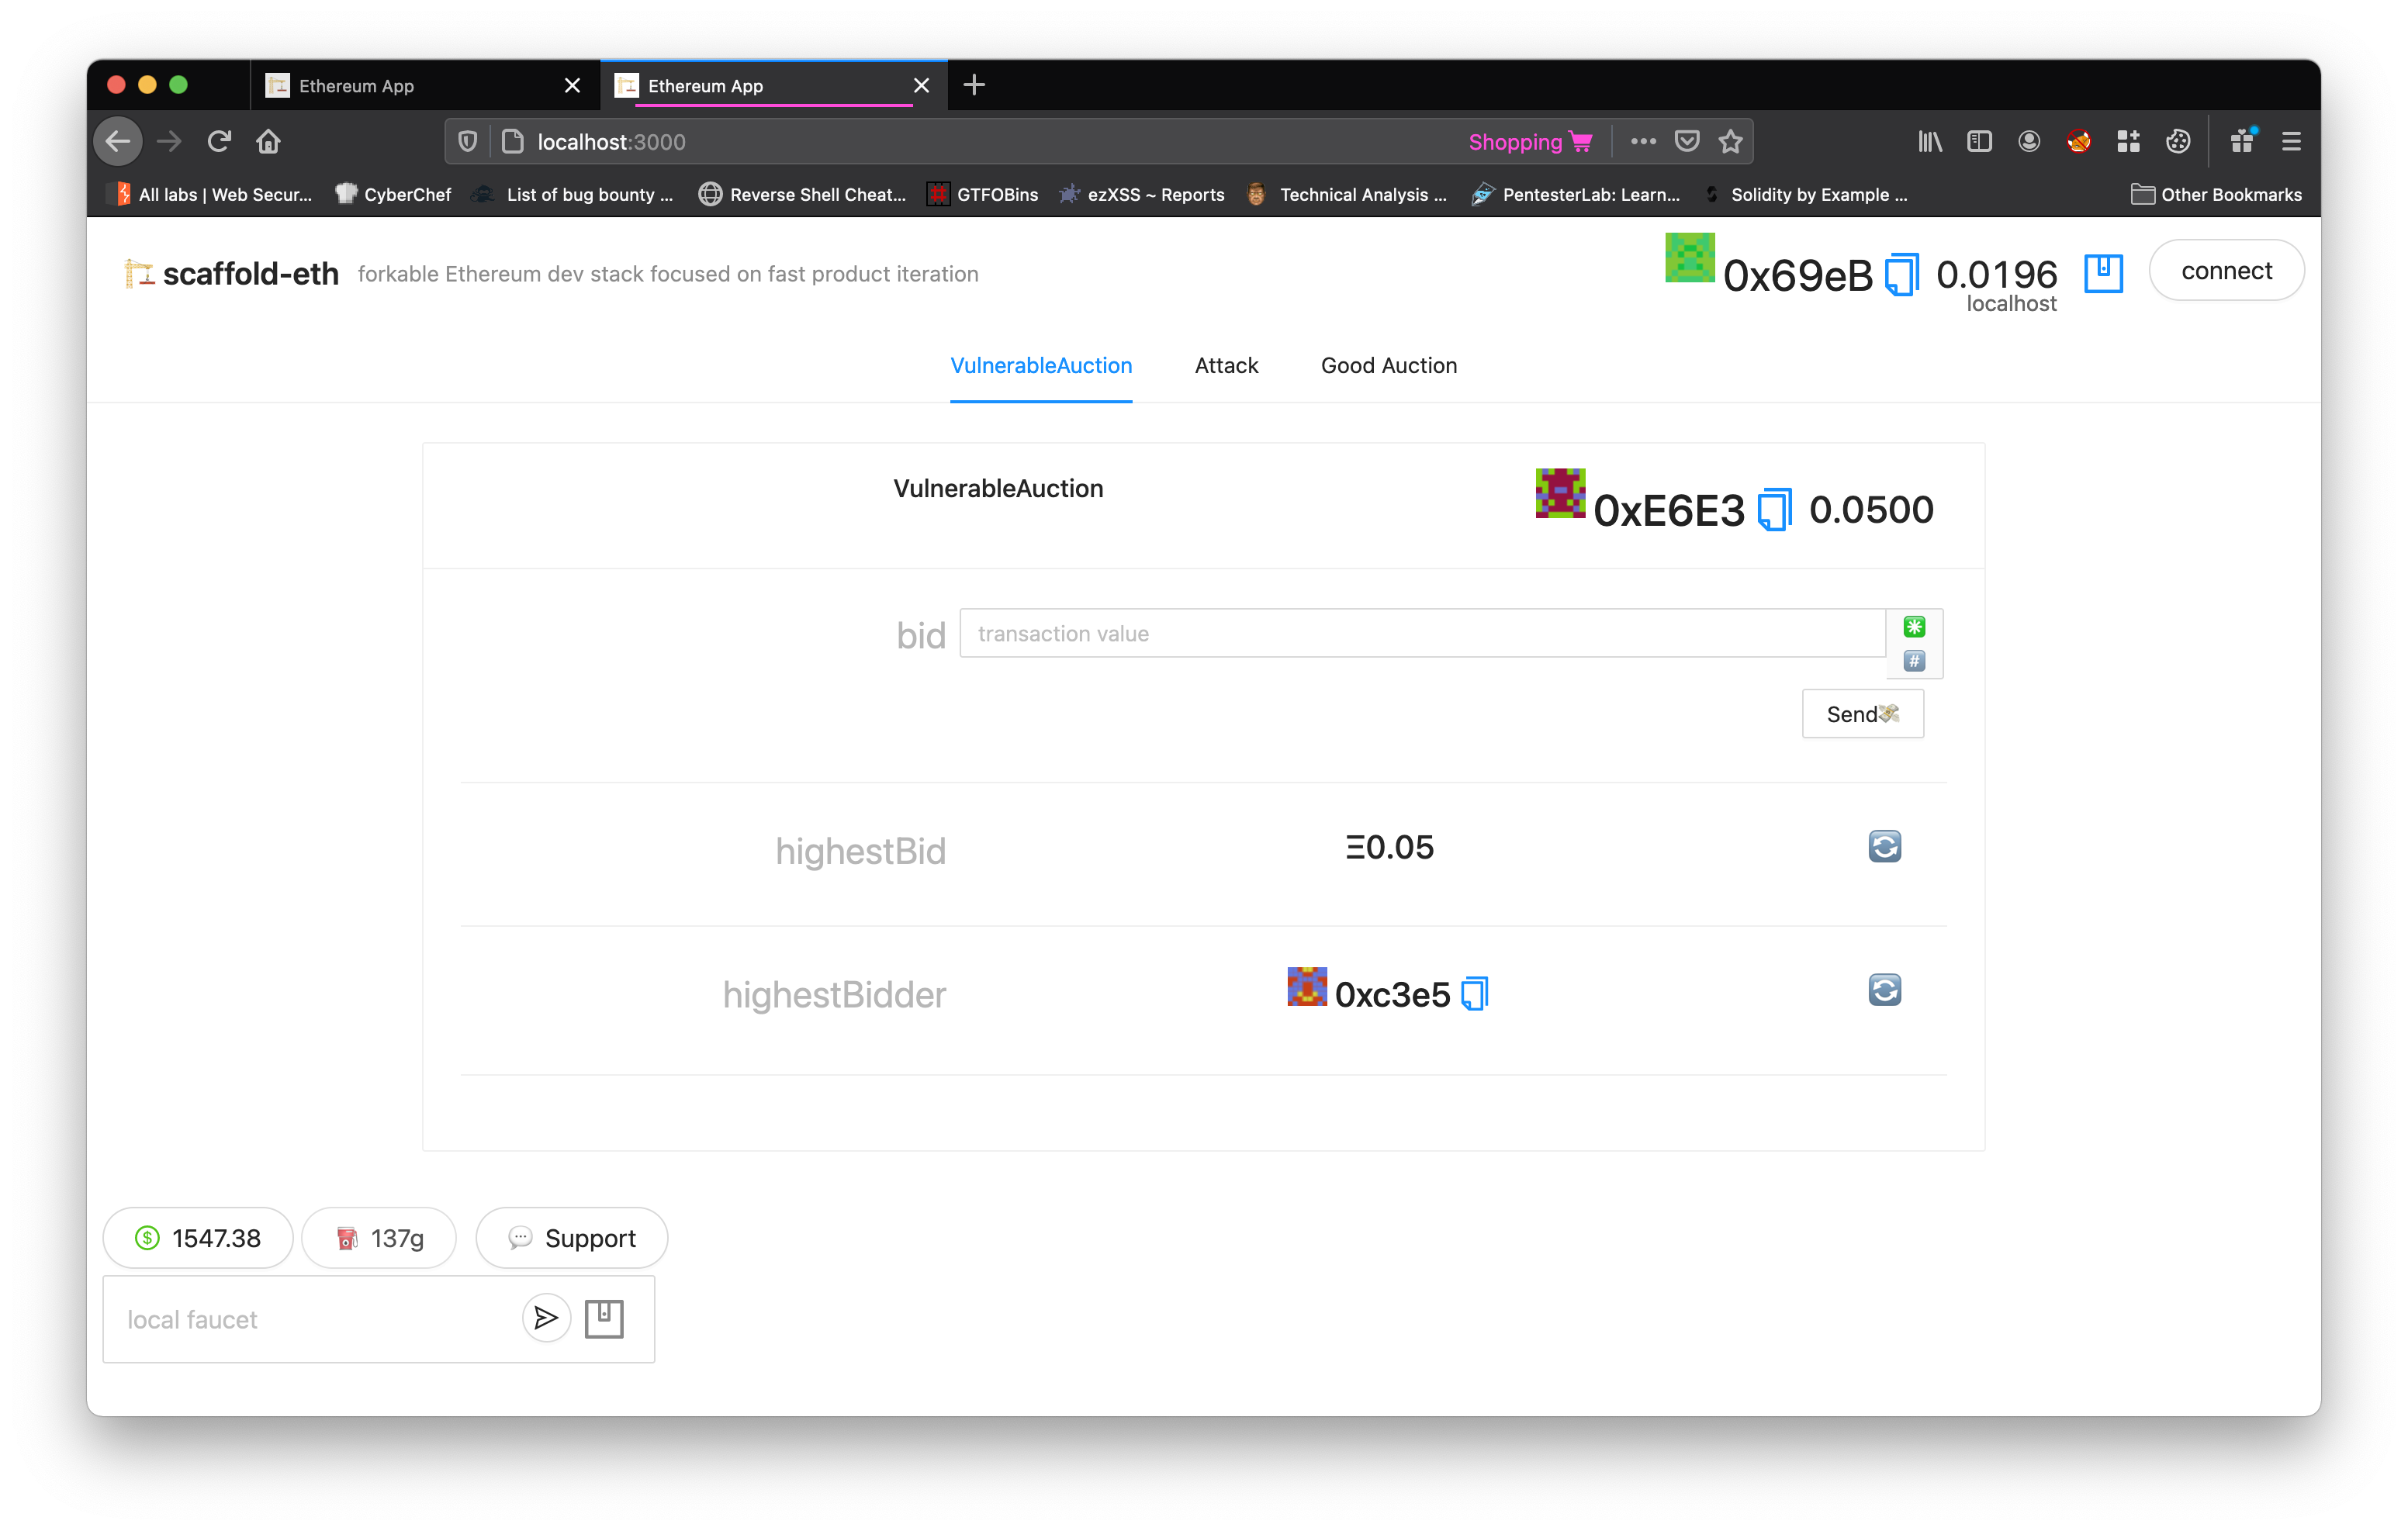 Ethereum App Ethereum App
localhost:3000 Shopping
All labs | Web Secur... CyberChef List of bug bounty ... Reverse Shell Cheat... GTFOBins ezXSS ~ Reports Technical Analysis ... PentesterLab: Learn... Solidity by Example ... Other Bookmarks
scaffold-eth forkable Ethereum dev stack focused on fast product iteration 0x69eB 0.0196 connect
localhost
VulnerableAuction Attack Good Auction
VulnerableAuction 0xE6E3 0.0500
bid transaction value
Send
highestBid Ξ0.05
highestBidder 0xc3e5
1547.38 137g Support
local faucet